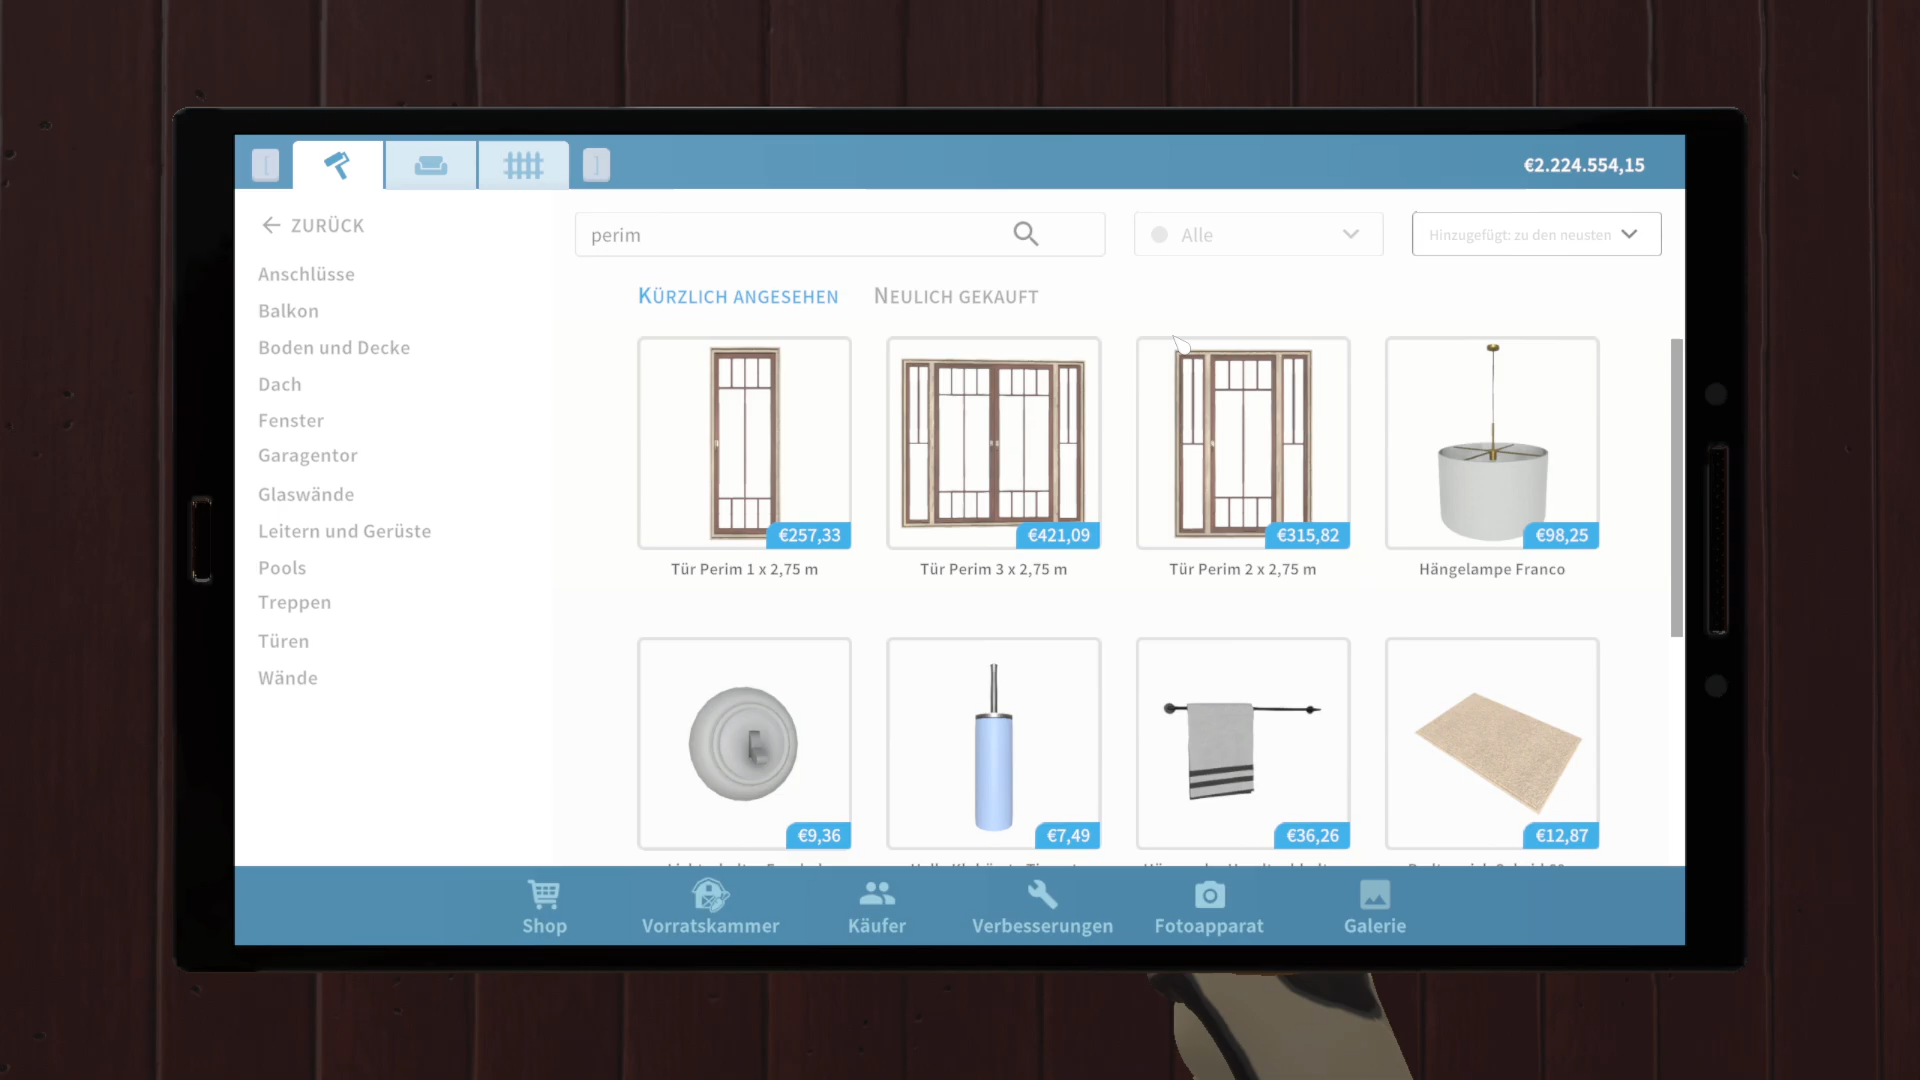 €2.224.554,15
ZURÜCK
Anschlüsse
Balkon
Boden und Decke
Dach
Fenster
Garagentor
Glaswände
Leitern und Gerüste
Pools
Treppen
Türen
Wände
perim
Alle
Hinzugefügt: zu den neusten
KÜRZLICH ANGESEHEN
NEULICH GEKAUFT
€257,33
€421,09
€315,82
€98,25
Tür Perim 1 x 2,75 m
Tür Perim 3 x 2,75 m
Tür Perim 2 x 2,75 m
Hängelampe Franco
€9,36
€7,49
€36,26
€12,87
Shop
Vorratskammer
Käufer
Verbesserungen
Fotoapparat
Galerie